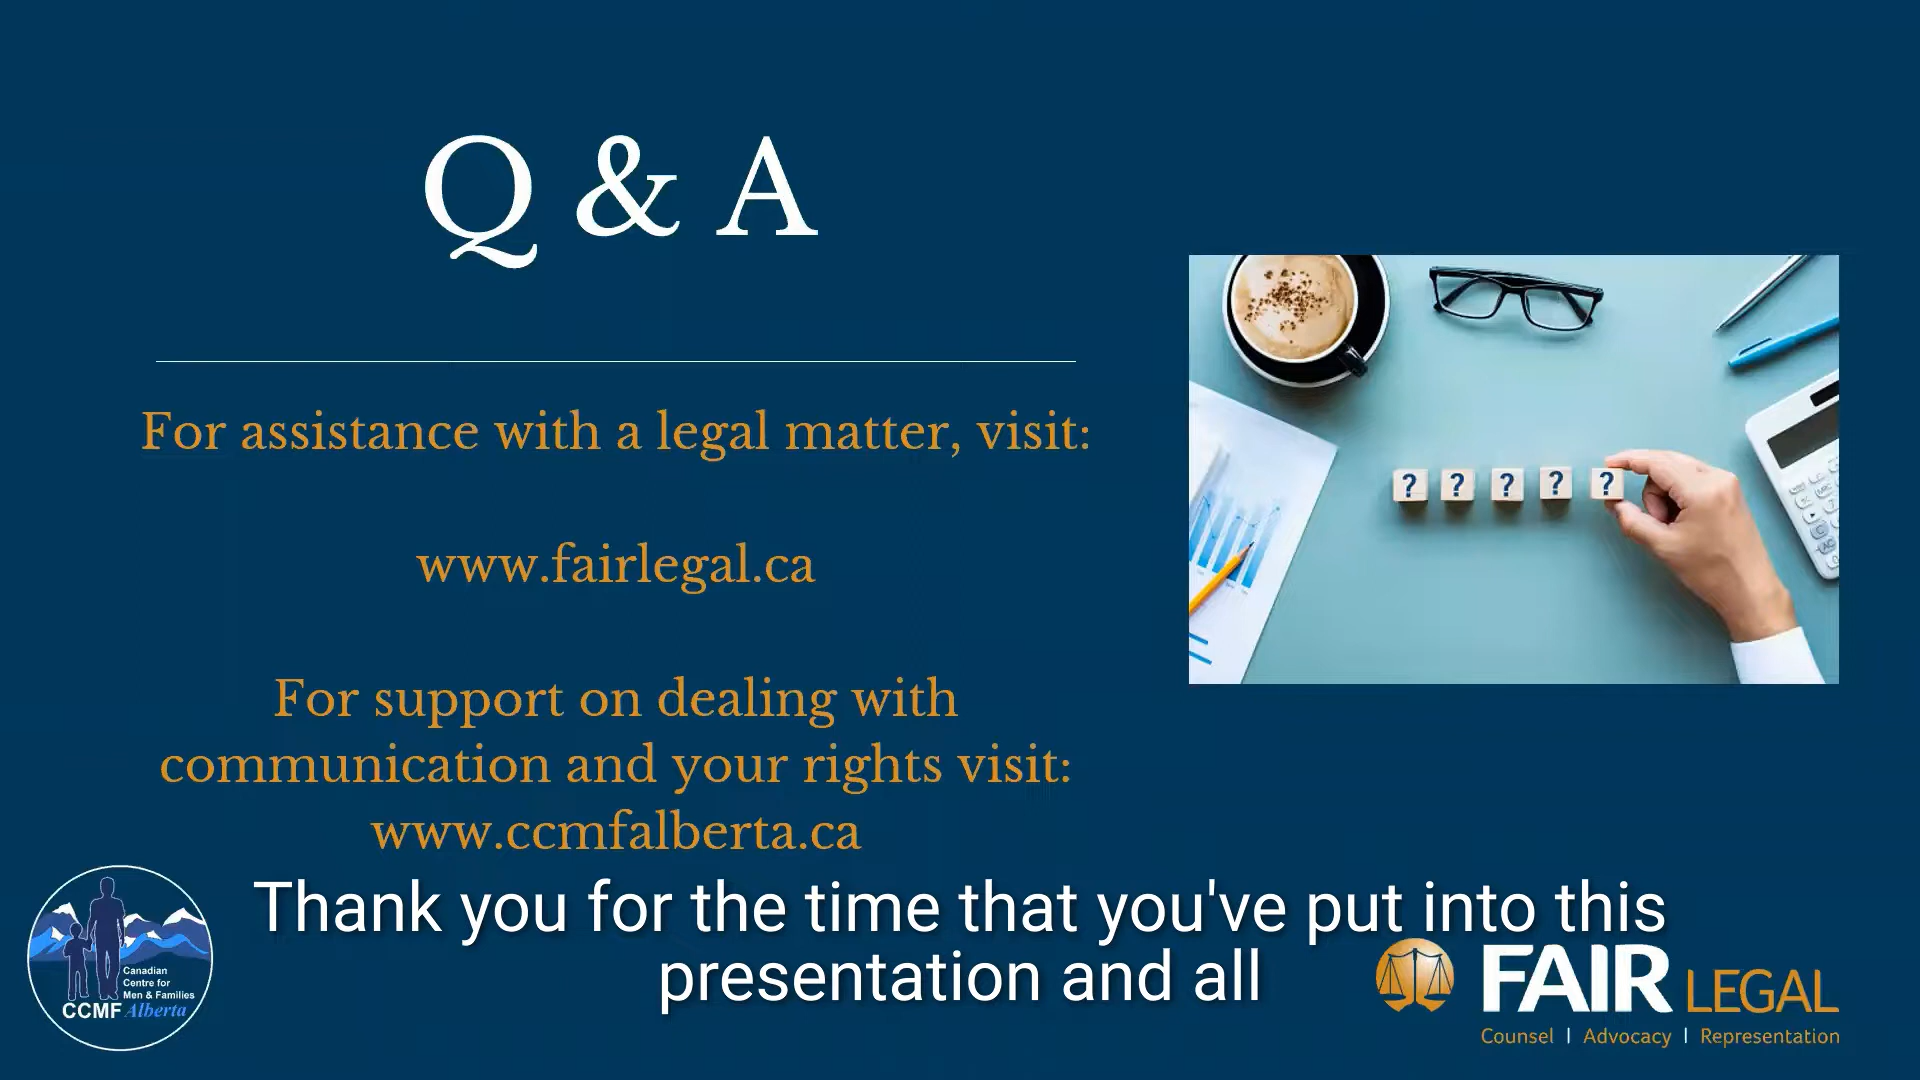 Q & A
For assistance with a legal matter, visit:
www.fairlegal.ca
For support on dealing with
communication and your rights visit:
www.ccmfalberta.ca
? ? ? ? ?
Thank you for the time that you've put into this
presentation and all
Canadian
Centre for
Men & Families
CCMF Alberta
FAIR LEGAL
Counsel | Advocacy | Representation